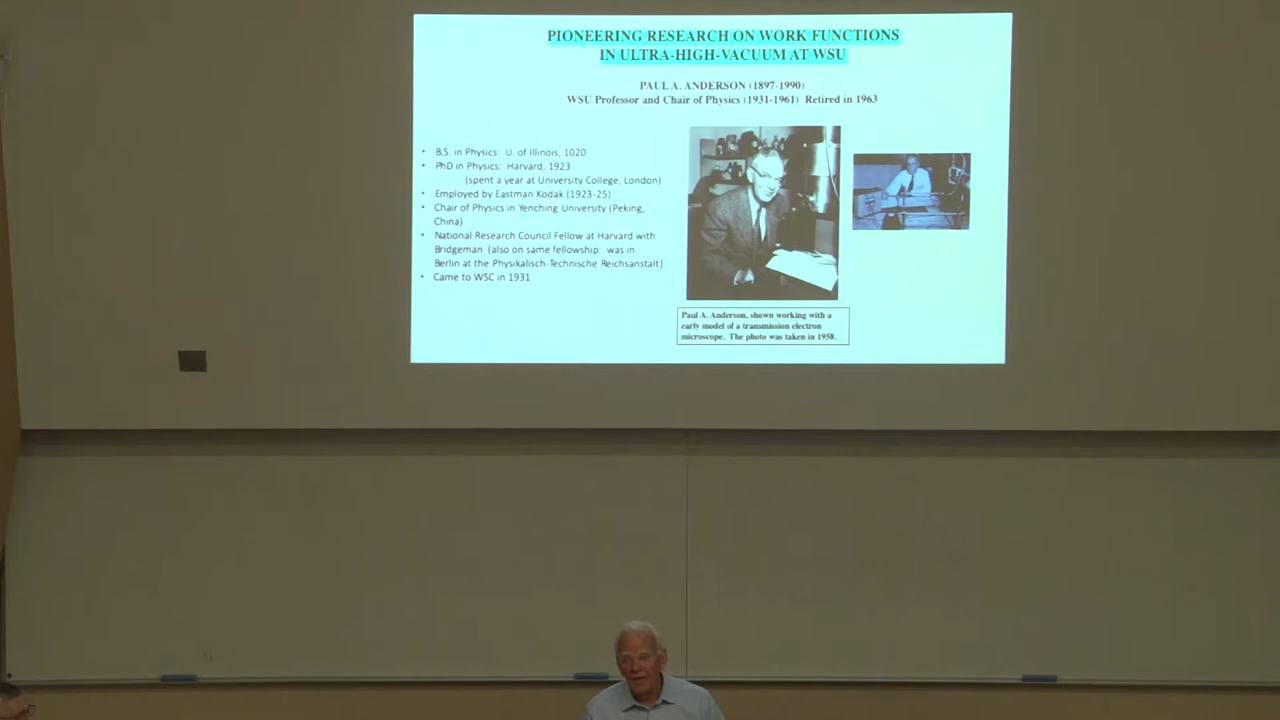 PIONEERING RESEARCH ON WORK FUNCTIONS
IN ULTRA-HIGH-VACUUM AT WSU
PAUL A. ANDERSON (1897-1990)
WSU Professor and Chair of Physics (1931-1961) Retired in 1963
• B.S. in Physics: U. of Illinois, 1020
• PhD in Physics: Harvard, 1923
(spent a year at University College, London)
• Employed by Eastman Kodak (1923-25)
• Chair of Physics in Yenching University (Peking,
China)
• National Research Council Fellow at Harvard with
Bridgeman (also on same fellowship: was in
Berlin at the Physikalisch-Technische Reichsanstalt)
• Came to WSC in 1931
Paul A. Anderson, shown working with a
early model of a transmission electron
microscope. The photo was taken in 1958.